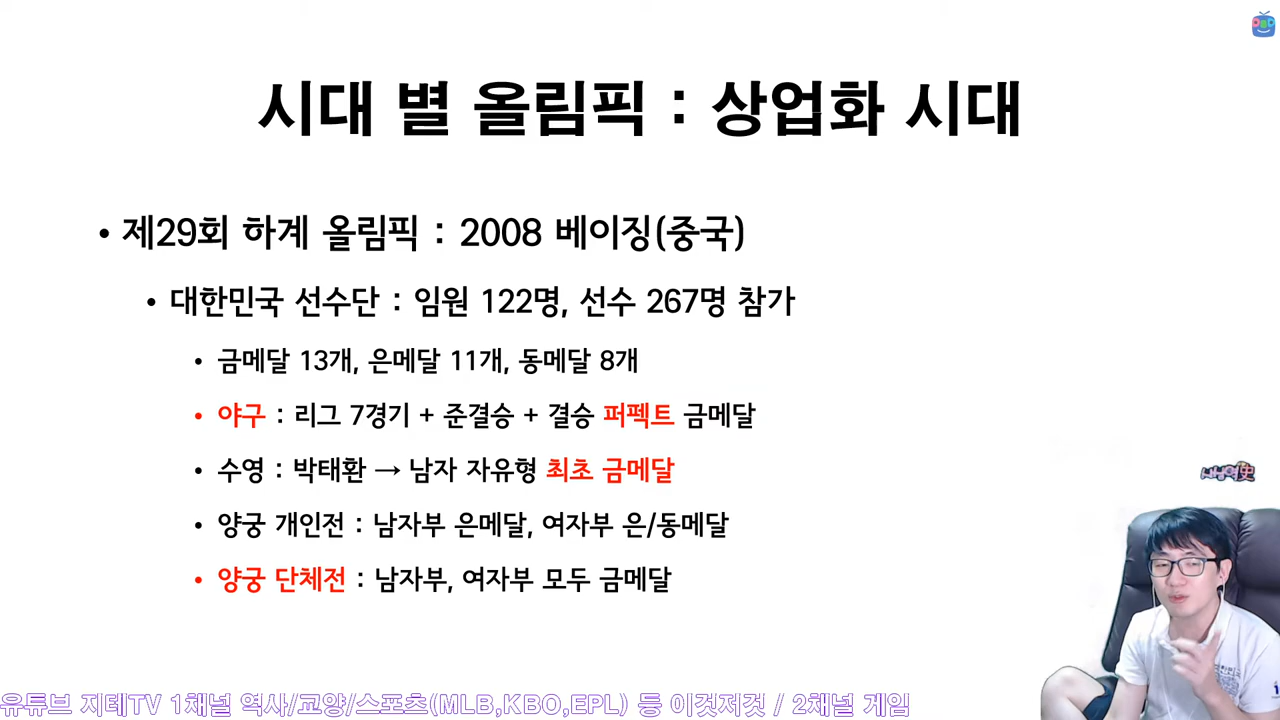 시대 별 올림픽 : 상업화 시대
• 제29회 하계 올림픽 : 2008 베이징(중국)
• 대한민국 선수단 : 임원 122명, 선수 267명 참가
• 금메달 13개, 은메달 11개, 동메달 8개
• 야구 : 리그 7경기 + 준결승 + 결승 퍼펙트 금메달
• 수영 : 박태환 → 남자 자유형 최초 금메달
• 양궁 개인전 : 남자부 은메달, 여자부 은/동메달
• 양궁 단체전 : 남자부, 여자부 모두 금메달
유튜브 지테TV 1채널 역사/교양/스포츠(MLB,KBO,EPL) 등 이것저것 / 2채널 게임